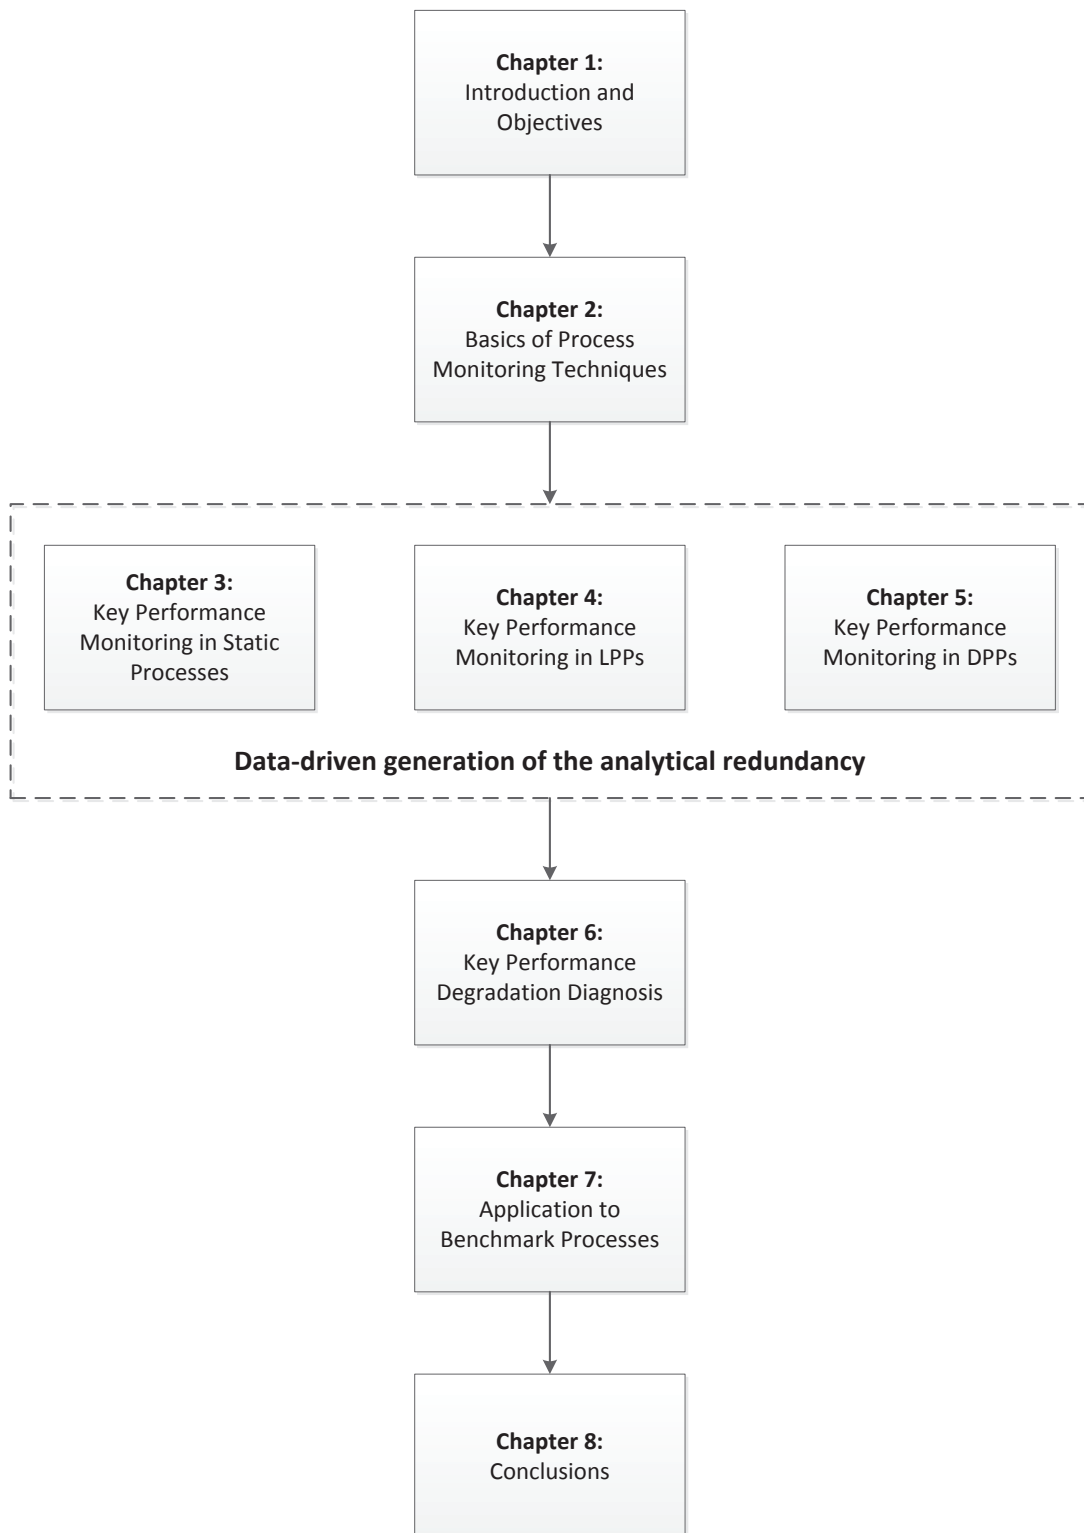 Chapter 1:
Introduction and
Objectives
Chapter 2:
Basics of Process
Monitoring Techniques
Chapter 3:
Key Performance
Monitoring in Static
Processes
Chapter 4:
Key Performance
Monitoring in LPPs
Chapter 5:
Key Performance
Monitoring in DPPs
Data-driven generation of the analytical redundancy
Chapter 6:
Key Performance
Degradation Diagnosis
Chapter 7:
Application to
Benchmark Processes
Chapter 8:
Conclusions